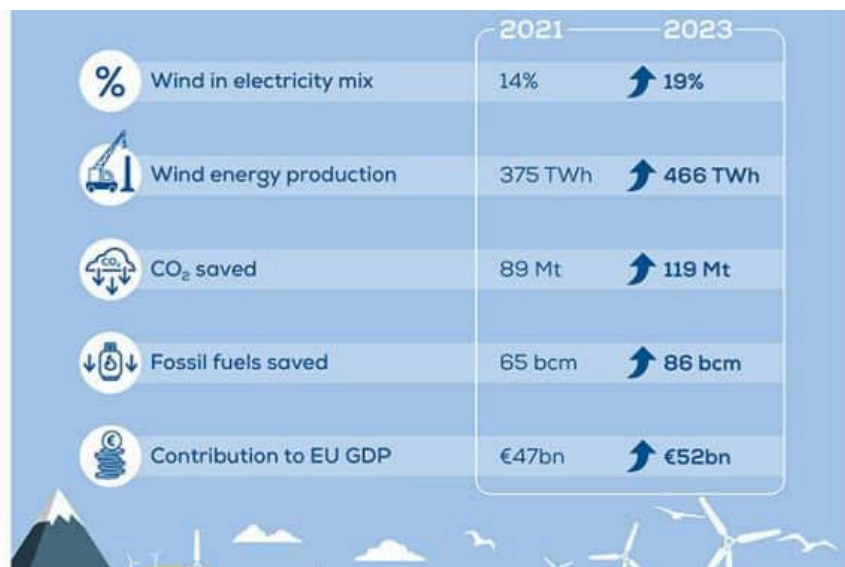 2021 2023
% Wind in electricity mix 14% 19%
Wind energy production 375 TWh 466 TWh
CO₂
CO₂ saved 89 Mt 119 Mt
Fossil fuels saved 65 bcm 86 bcm
€
Contribution to EU GDP €47bn €52bn